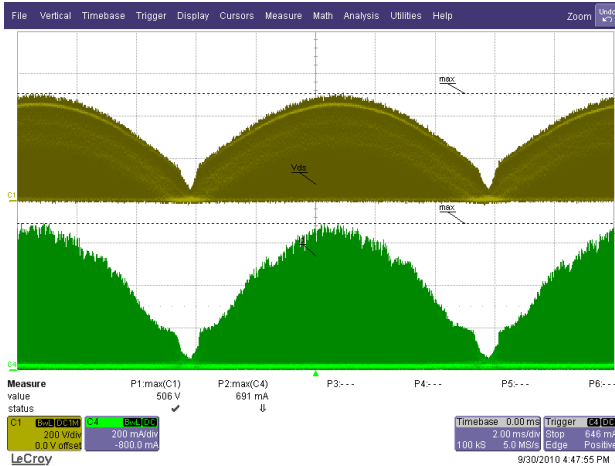 File Vertical Timebase Trigger Display Cursors Measure Math Analysis Utilities Help Zoom Undo
max
Vds
C1
max
C4
Measure P1:max(C1) P2:max(C4) P3:- - - P4:- - - P5:- - - P6:- -
value 506 V 691 mA
status
C1 BwL DC1M C4 BwL DC Timebase 0.00 ms Trigger C4 DC
200 V/div 200 mA/div 2.00 ms/div Stop 646 mA
0.0 V offset -800.0 mA 100 kS 5.0 MS/s Edge Positive
LeCroy 9/30/2010 4:47:55 PM